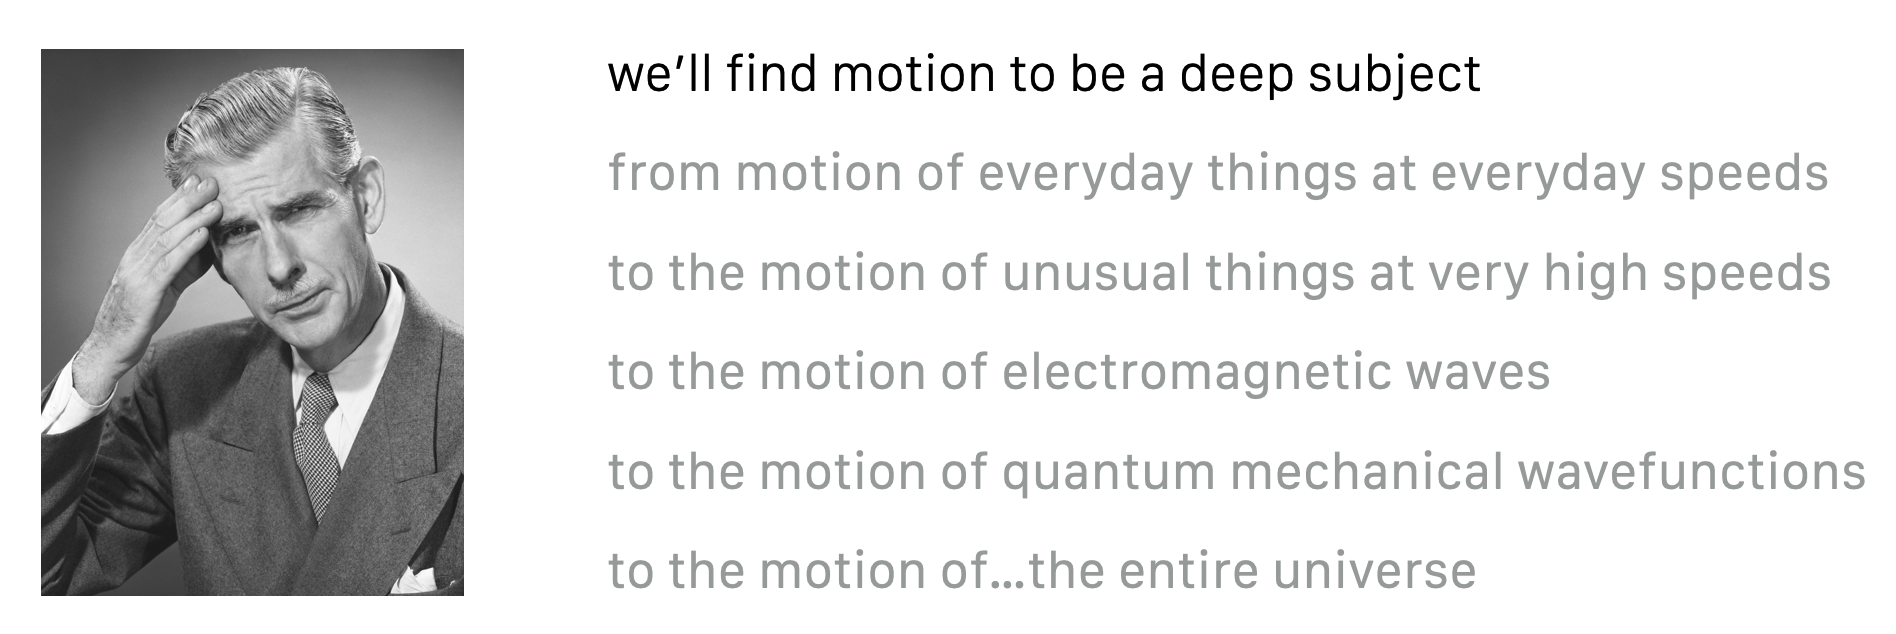 we’ll find motion to be a deep subject
from motion of everyday things at everyday speeds
to the motion of unusual things at very high speeds
to the motion of electromagnetic waves
to the motion of quantum mechanical wavefunctions
to the motion of…the entire universe